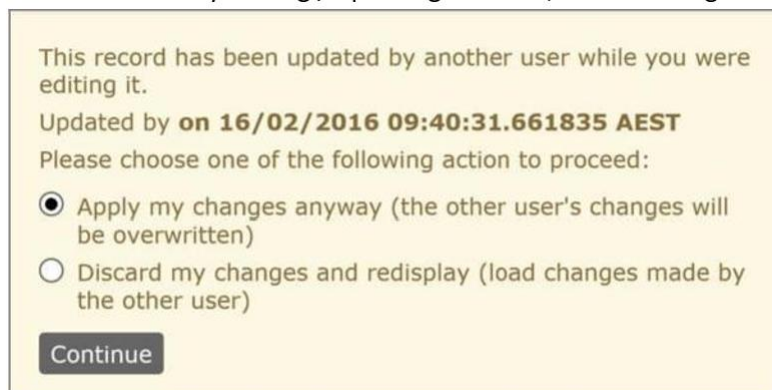 This record has been updated by another user while you were
editing it.
Updated by on 16/02/2016 09:40:31.661835 AEST
Please choose one of the following action to proceed:
Apply my changes anyway (the other user's changes will
be overwritten)
Discard my changes and redisplay (load changes made by
the other user)
Continue